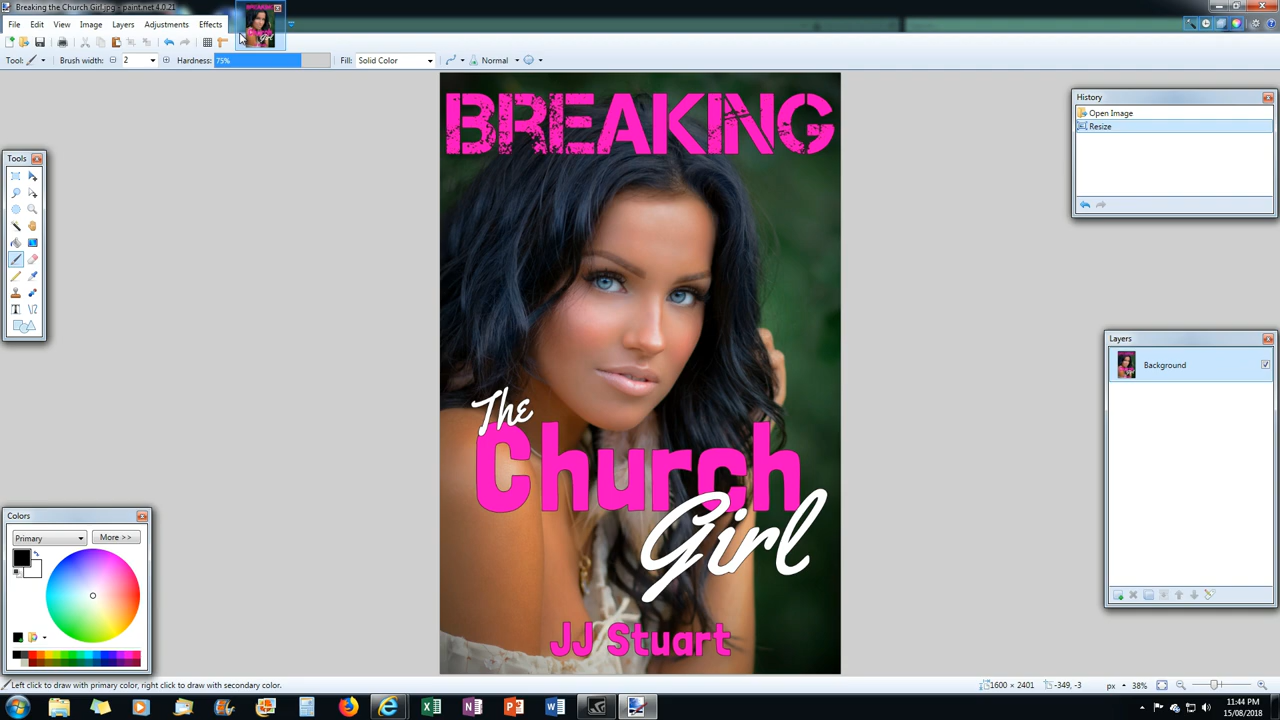 Breaking the Church Girl.jpg - paint.net 4.0.21
File Edit View Image Layers Adjustments Effects
Tool: Brush width: 2 Hardness: 75% Fill: Solid Color Normal
BREAKING
The
Church
Girl
JJ Stuart
Tools
Colors
Primary
More >>
History
Open Image
Resize
Layers
Background
Left click to draw with primary color, right click to draw with secondary color.
1600 x 2401 -349, -3 px 38%
11:44 PM
15/08/2018